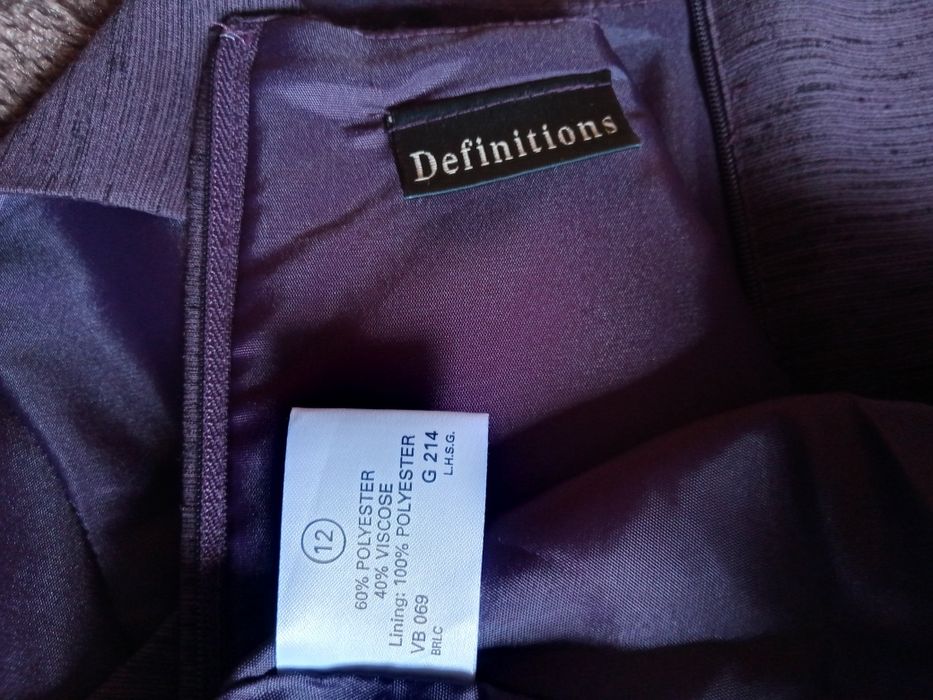 Definitions
12
60% POLYESTER
40% VISCOSE
Lining: 100% POLYESTER
VB 069 G 214
BRLC L.H.S.G.